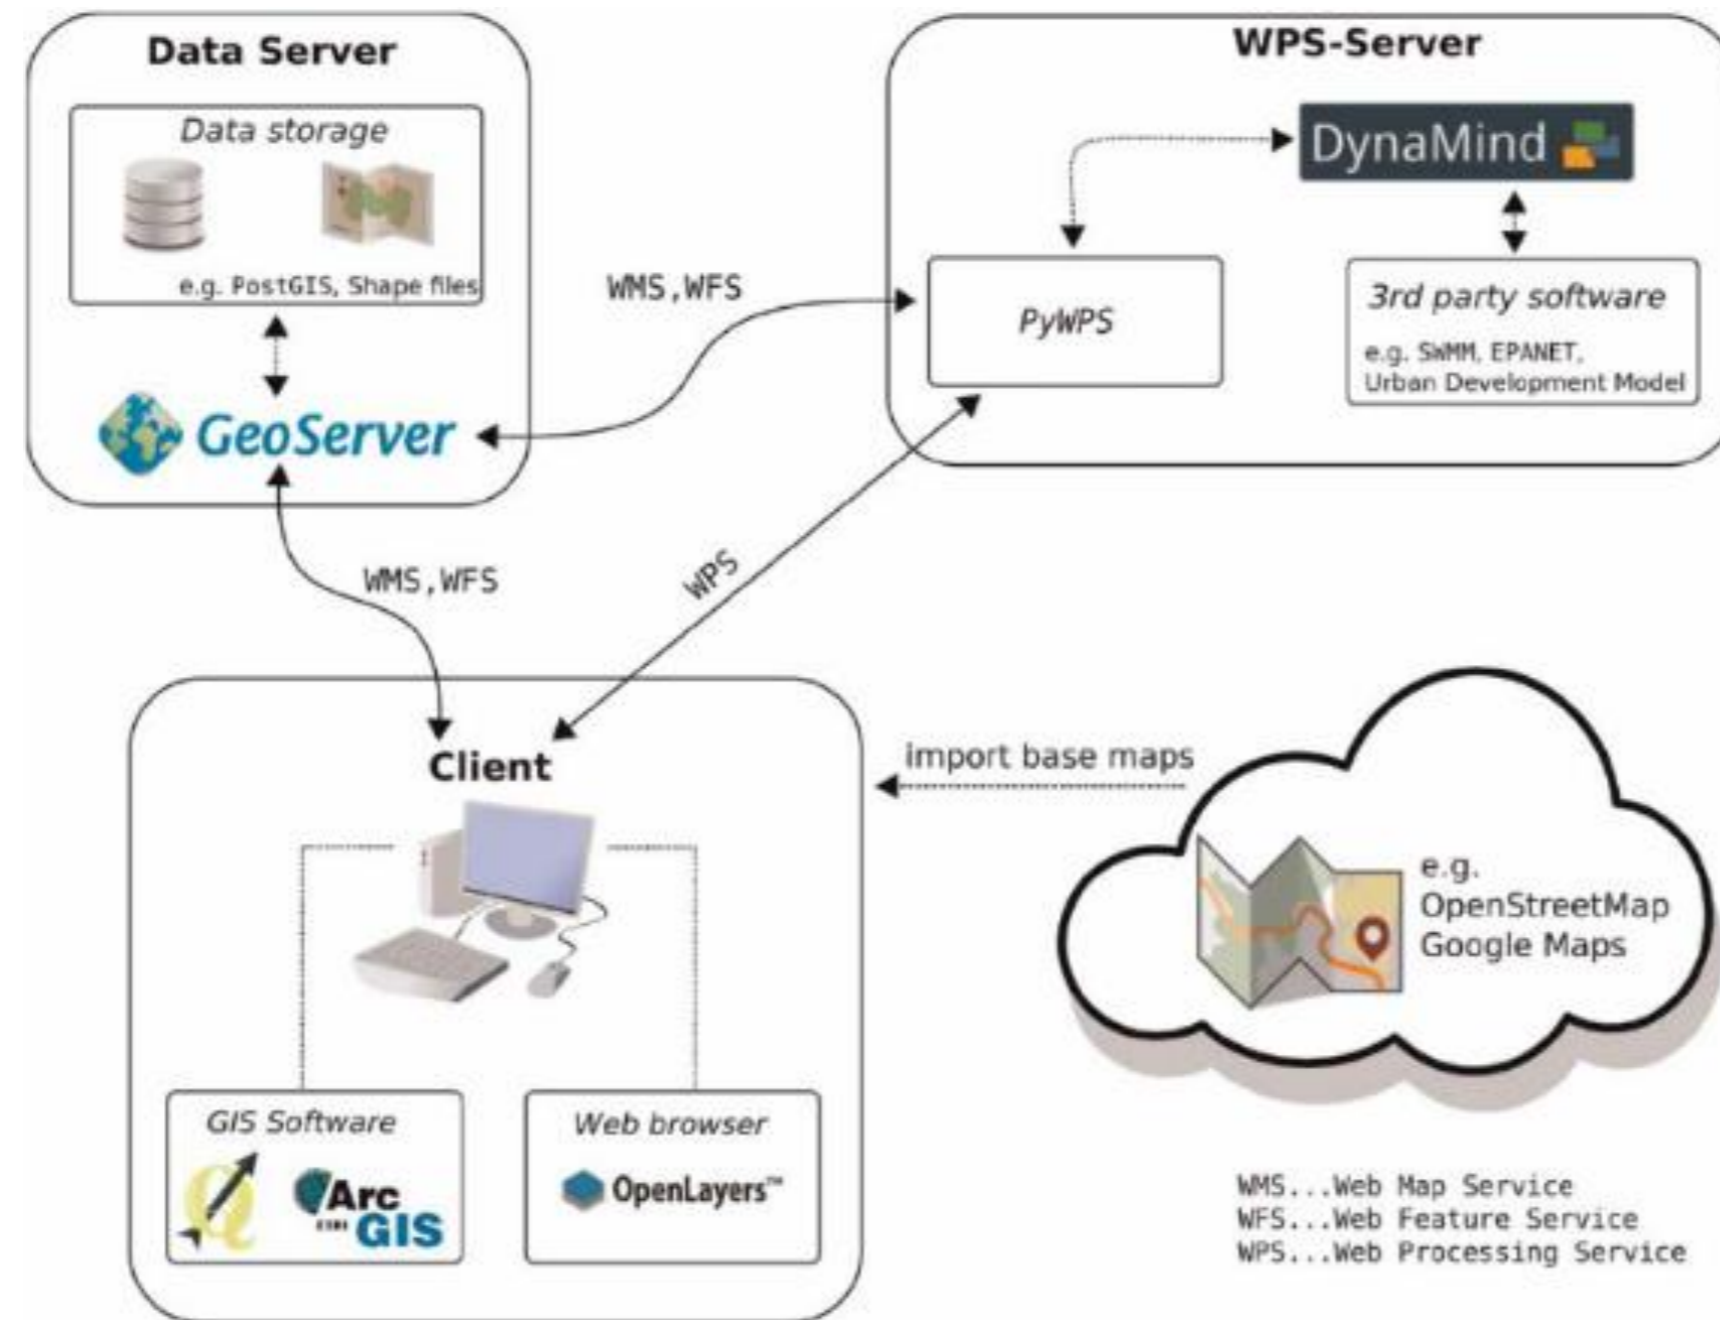 Data Server
Data storage
e.g. PostGIS, Shape files
GeoServer
WMS,WFS
WPS-Server
DynaMind
PyWPS
3rd party software
e.g. SWMM, EPANET,
Urban Development Model
WMS,WFS
WPS
Client
import base maps
e.g.
OpenStreetMap
Google Maps
GIS Software
Q
Arc
ESRI GIS
Web browser
OpenLayers™
WMS...Web Map Service
WFS...Web Feature Service
WPS...Web Processing Service